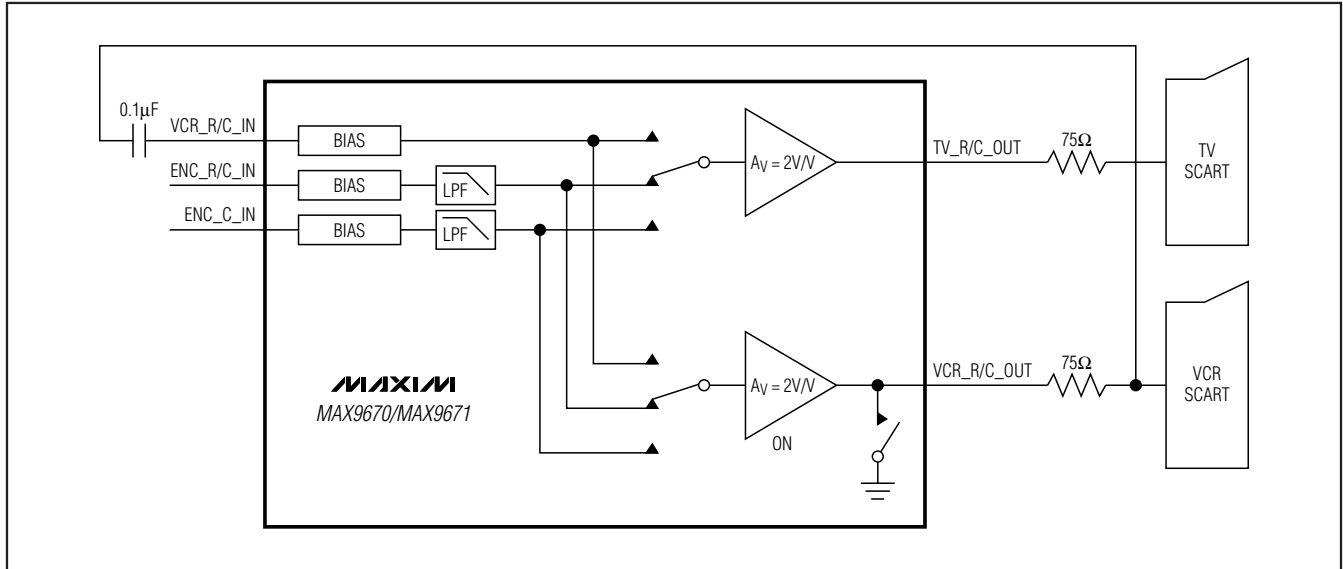 0.1µF
VCR_R/C_IN
BIAS
ENC_R/C_IN
BIAS
LPF
ENC_C_IN
BIAS
LPF
AV = 2V/V
TV_R/C_OUT
75Ω
TV
SCART
MAXIM
MAX9670/MAX9671
AV = 2V/V
ON
VCR_R/C_OUT
75Ω
VCR
SCART